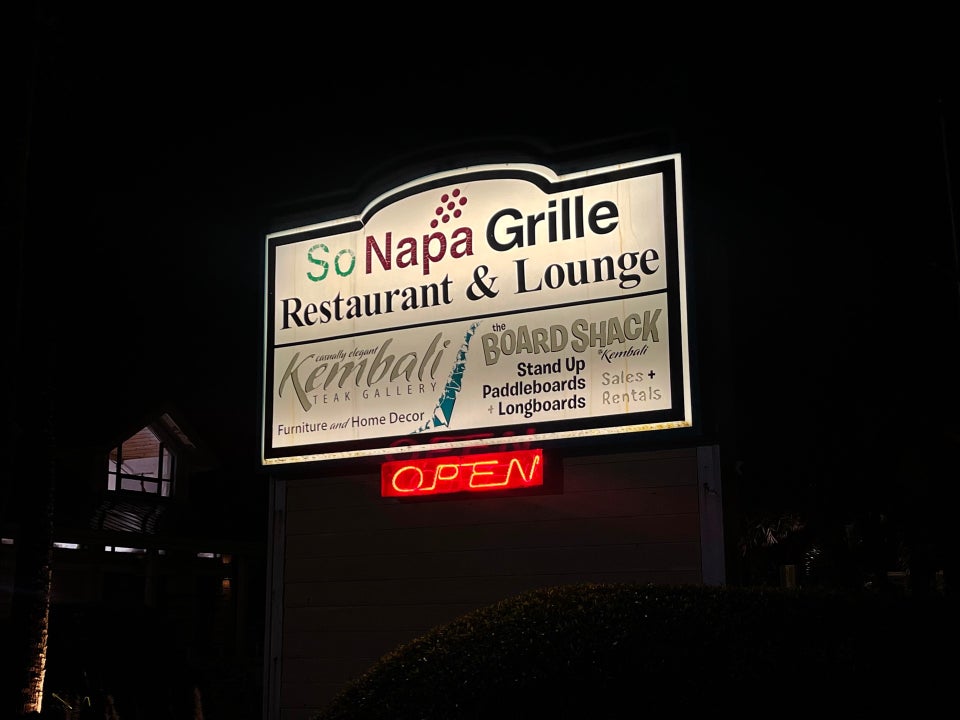 So Napa Grille
Restaurant & Lounge
casually elegant
Kembali
TEAK GALLERY
Furniture and Home Decor
the
BOARD SHACK
@Kembali
Stand Up
Paddleboards
+ Longboards
Sales +
Rentals
OPEN